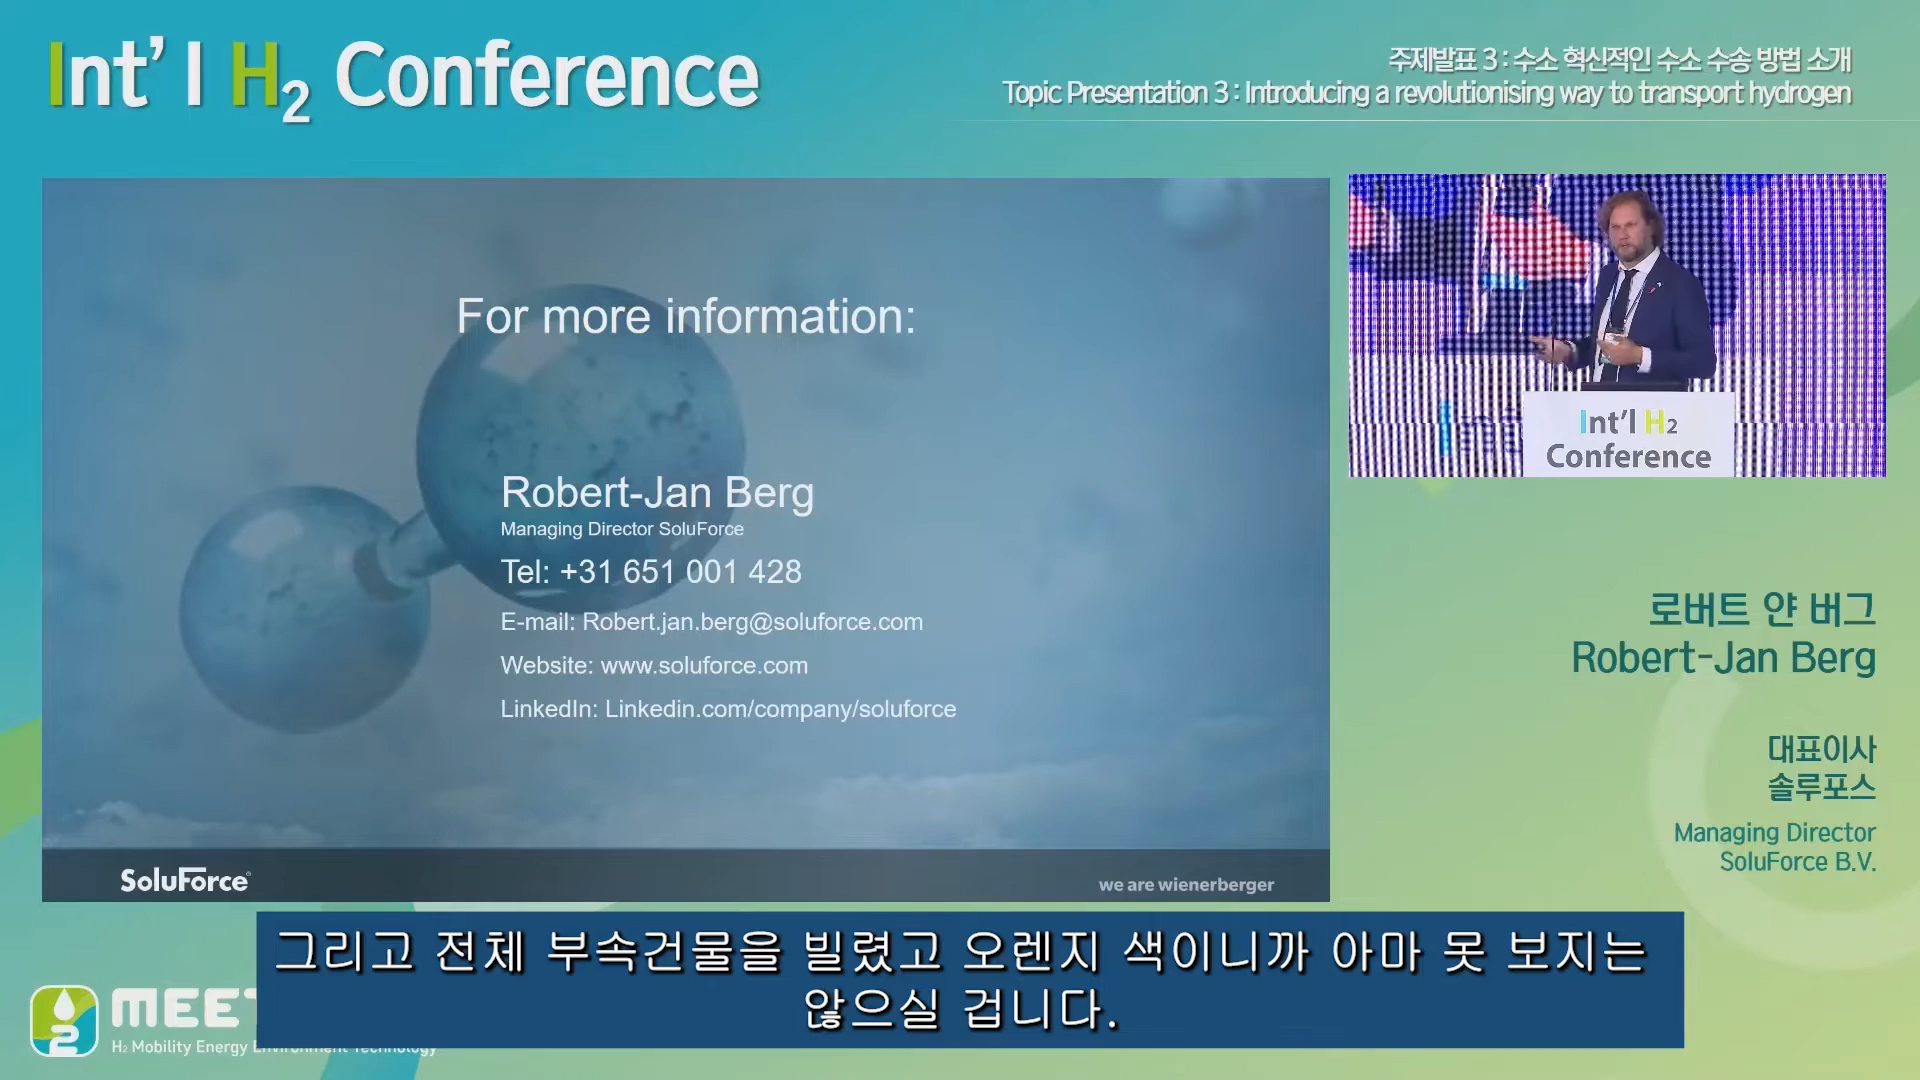 Int' l H2 Conference
주제발표 3 : 수소 혁신적인 수소 수송 방법 소개
Topic Presentation 3 : Introducing a revolutionising way to transport hydrogen
For more information:
Robert-Jan Berg
Managing Director SoluForce
Tel: +31 651 001 428
E-mail: Robert.jan.berg@soluforce.com
Website: www.soluforce.com
LinkedIn: Linkedin.com/company/soluforce
SoluForce
we are wienerberger
Int'l H2
Conference
로버트 얀 버그
Robert-Jan Berg
대표이사
솔루포스
Managing Director
SoluForce B.V.
그리고 전체 부속건물을 빌렸고 오렌지 색이니까 아마 못 보지는
않으실 겁니다.
MEET
H2 Mobility Energy Environment Technology